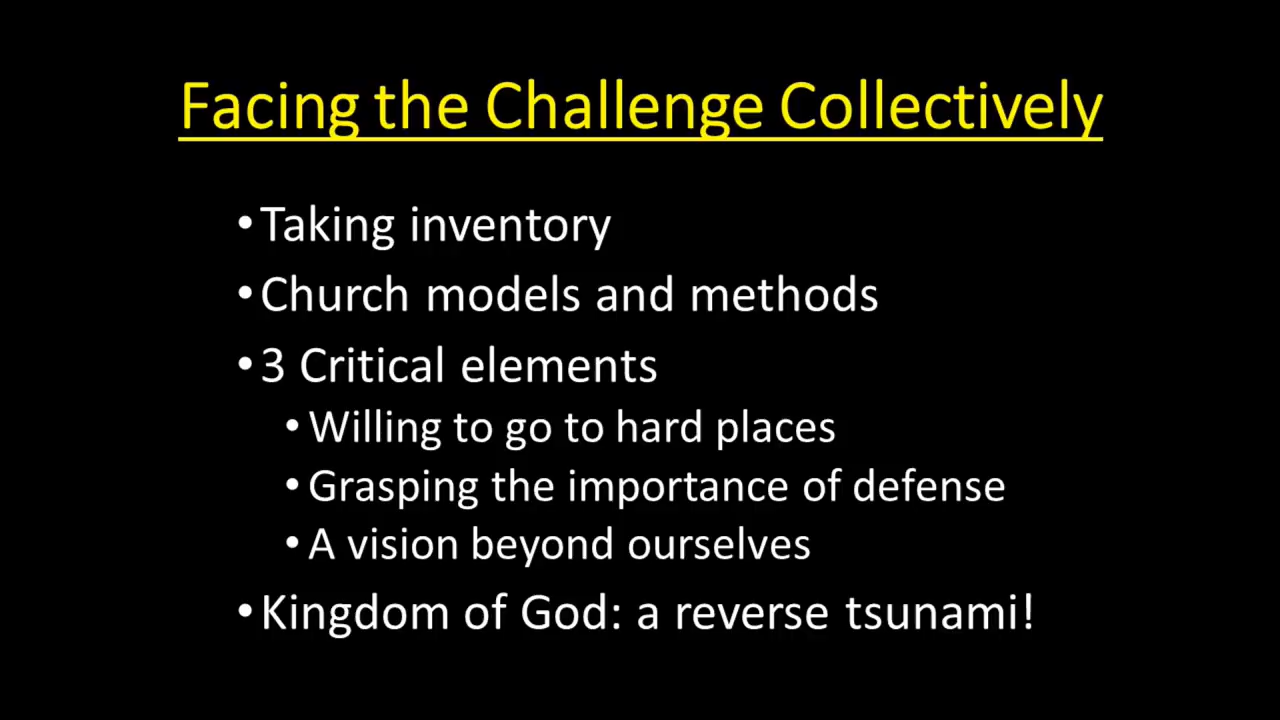 Facing the Challenge Collectively
•Taking inventory
•Church models and methods
•3 Critical elements
•Willing to go to hard places
•Grasping the importance of defense
•A vision beyond ourselves
•Kingdom of God: a reverse tsunami!